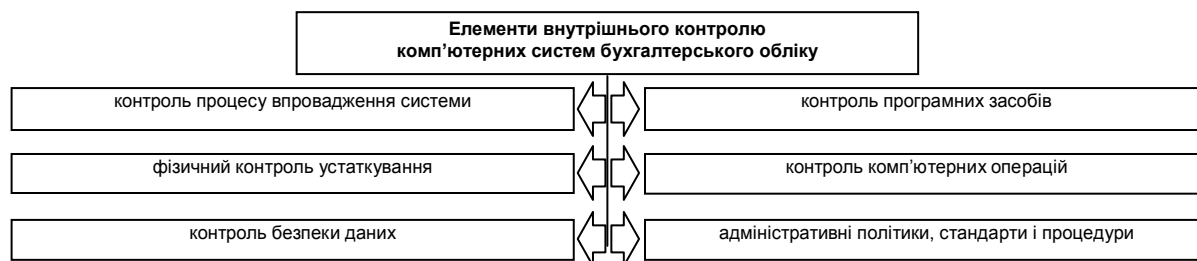 Елементи внутрішнього контролю
комп’ютерних систем бухгалтерського обліку
контроль процесу впровадження системи
контроль програмних засобів
фізичний контроль устаткування
контроль комп’ютерних операцій
контроль безпеки даних
адміністративні політики, стандарти і процедури